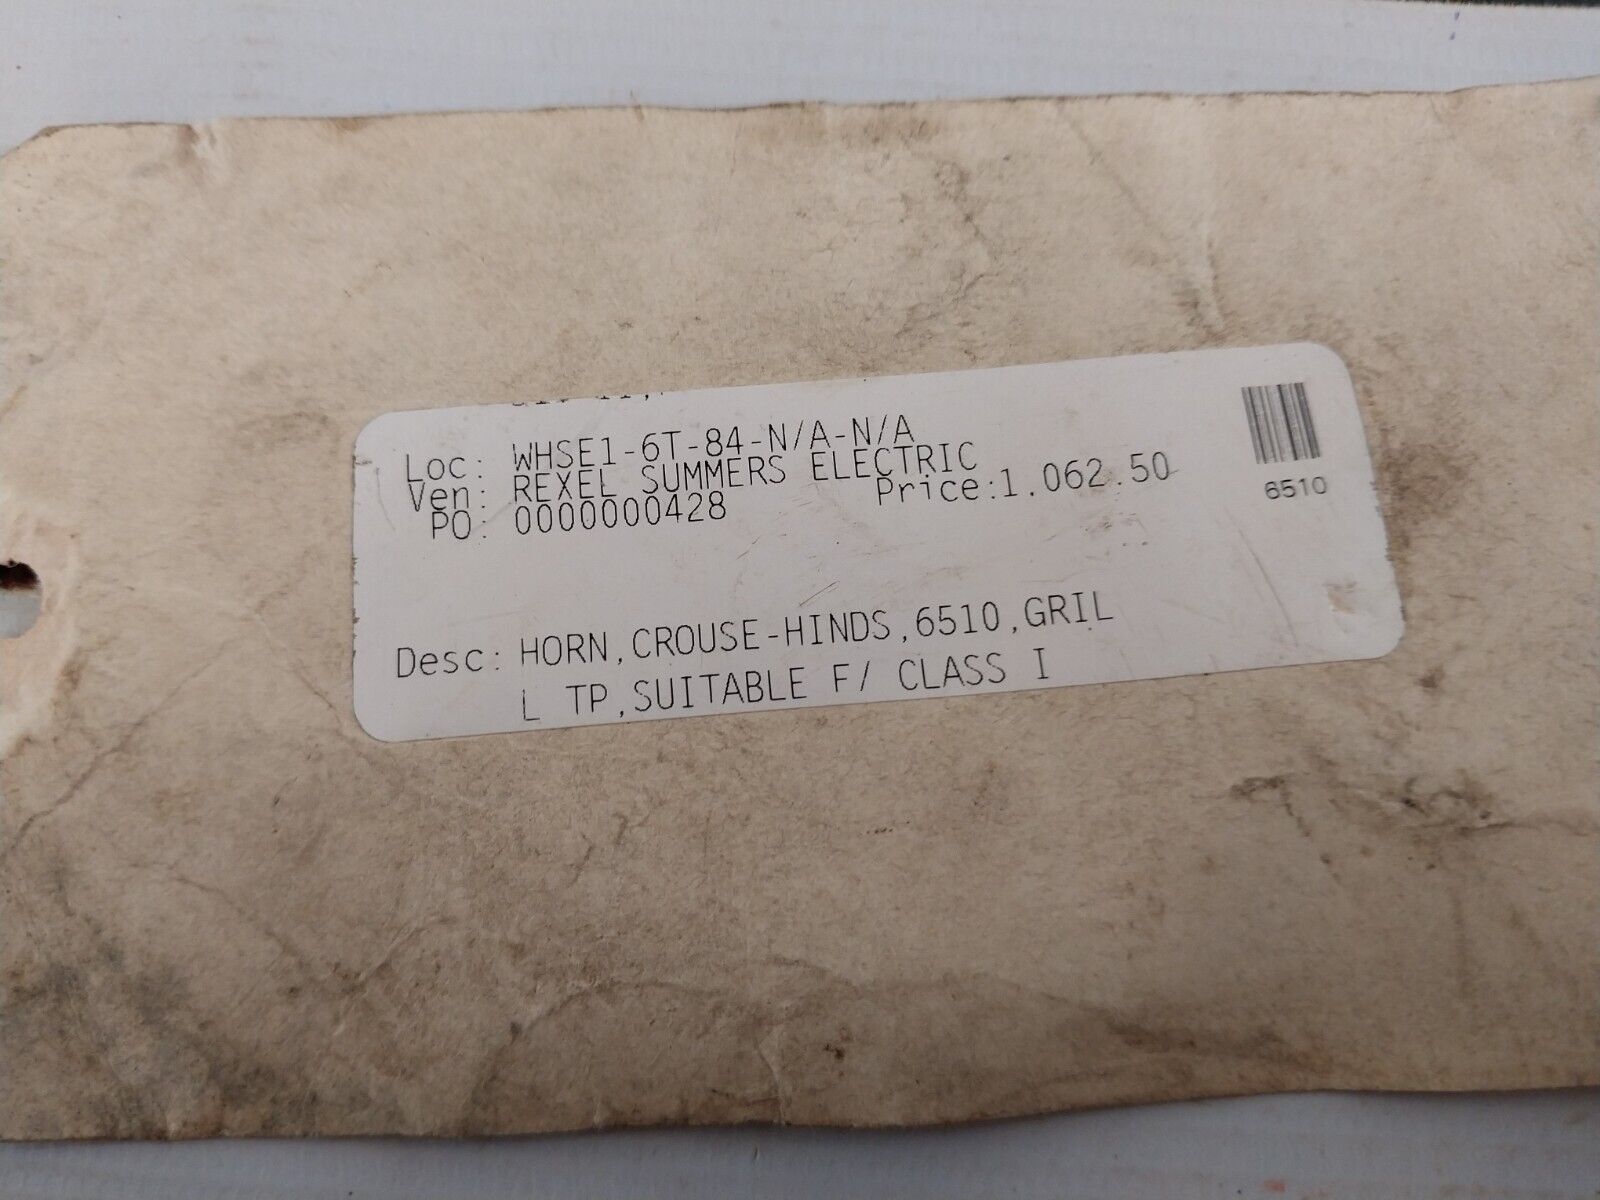 Loc: WHSE1-6T-84-N/A-N/A
Ven: REXEL SUMMERS ELECTRIC
PO: 0000000428 Price:1.062.50
6510
Desc: HORN,CROUSE-HINDS,6510,GRIL
L TP,SUITABLE F/ CLASS I